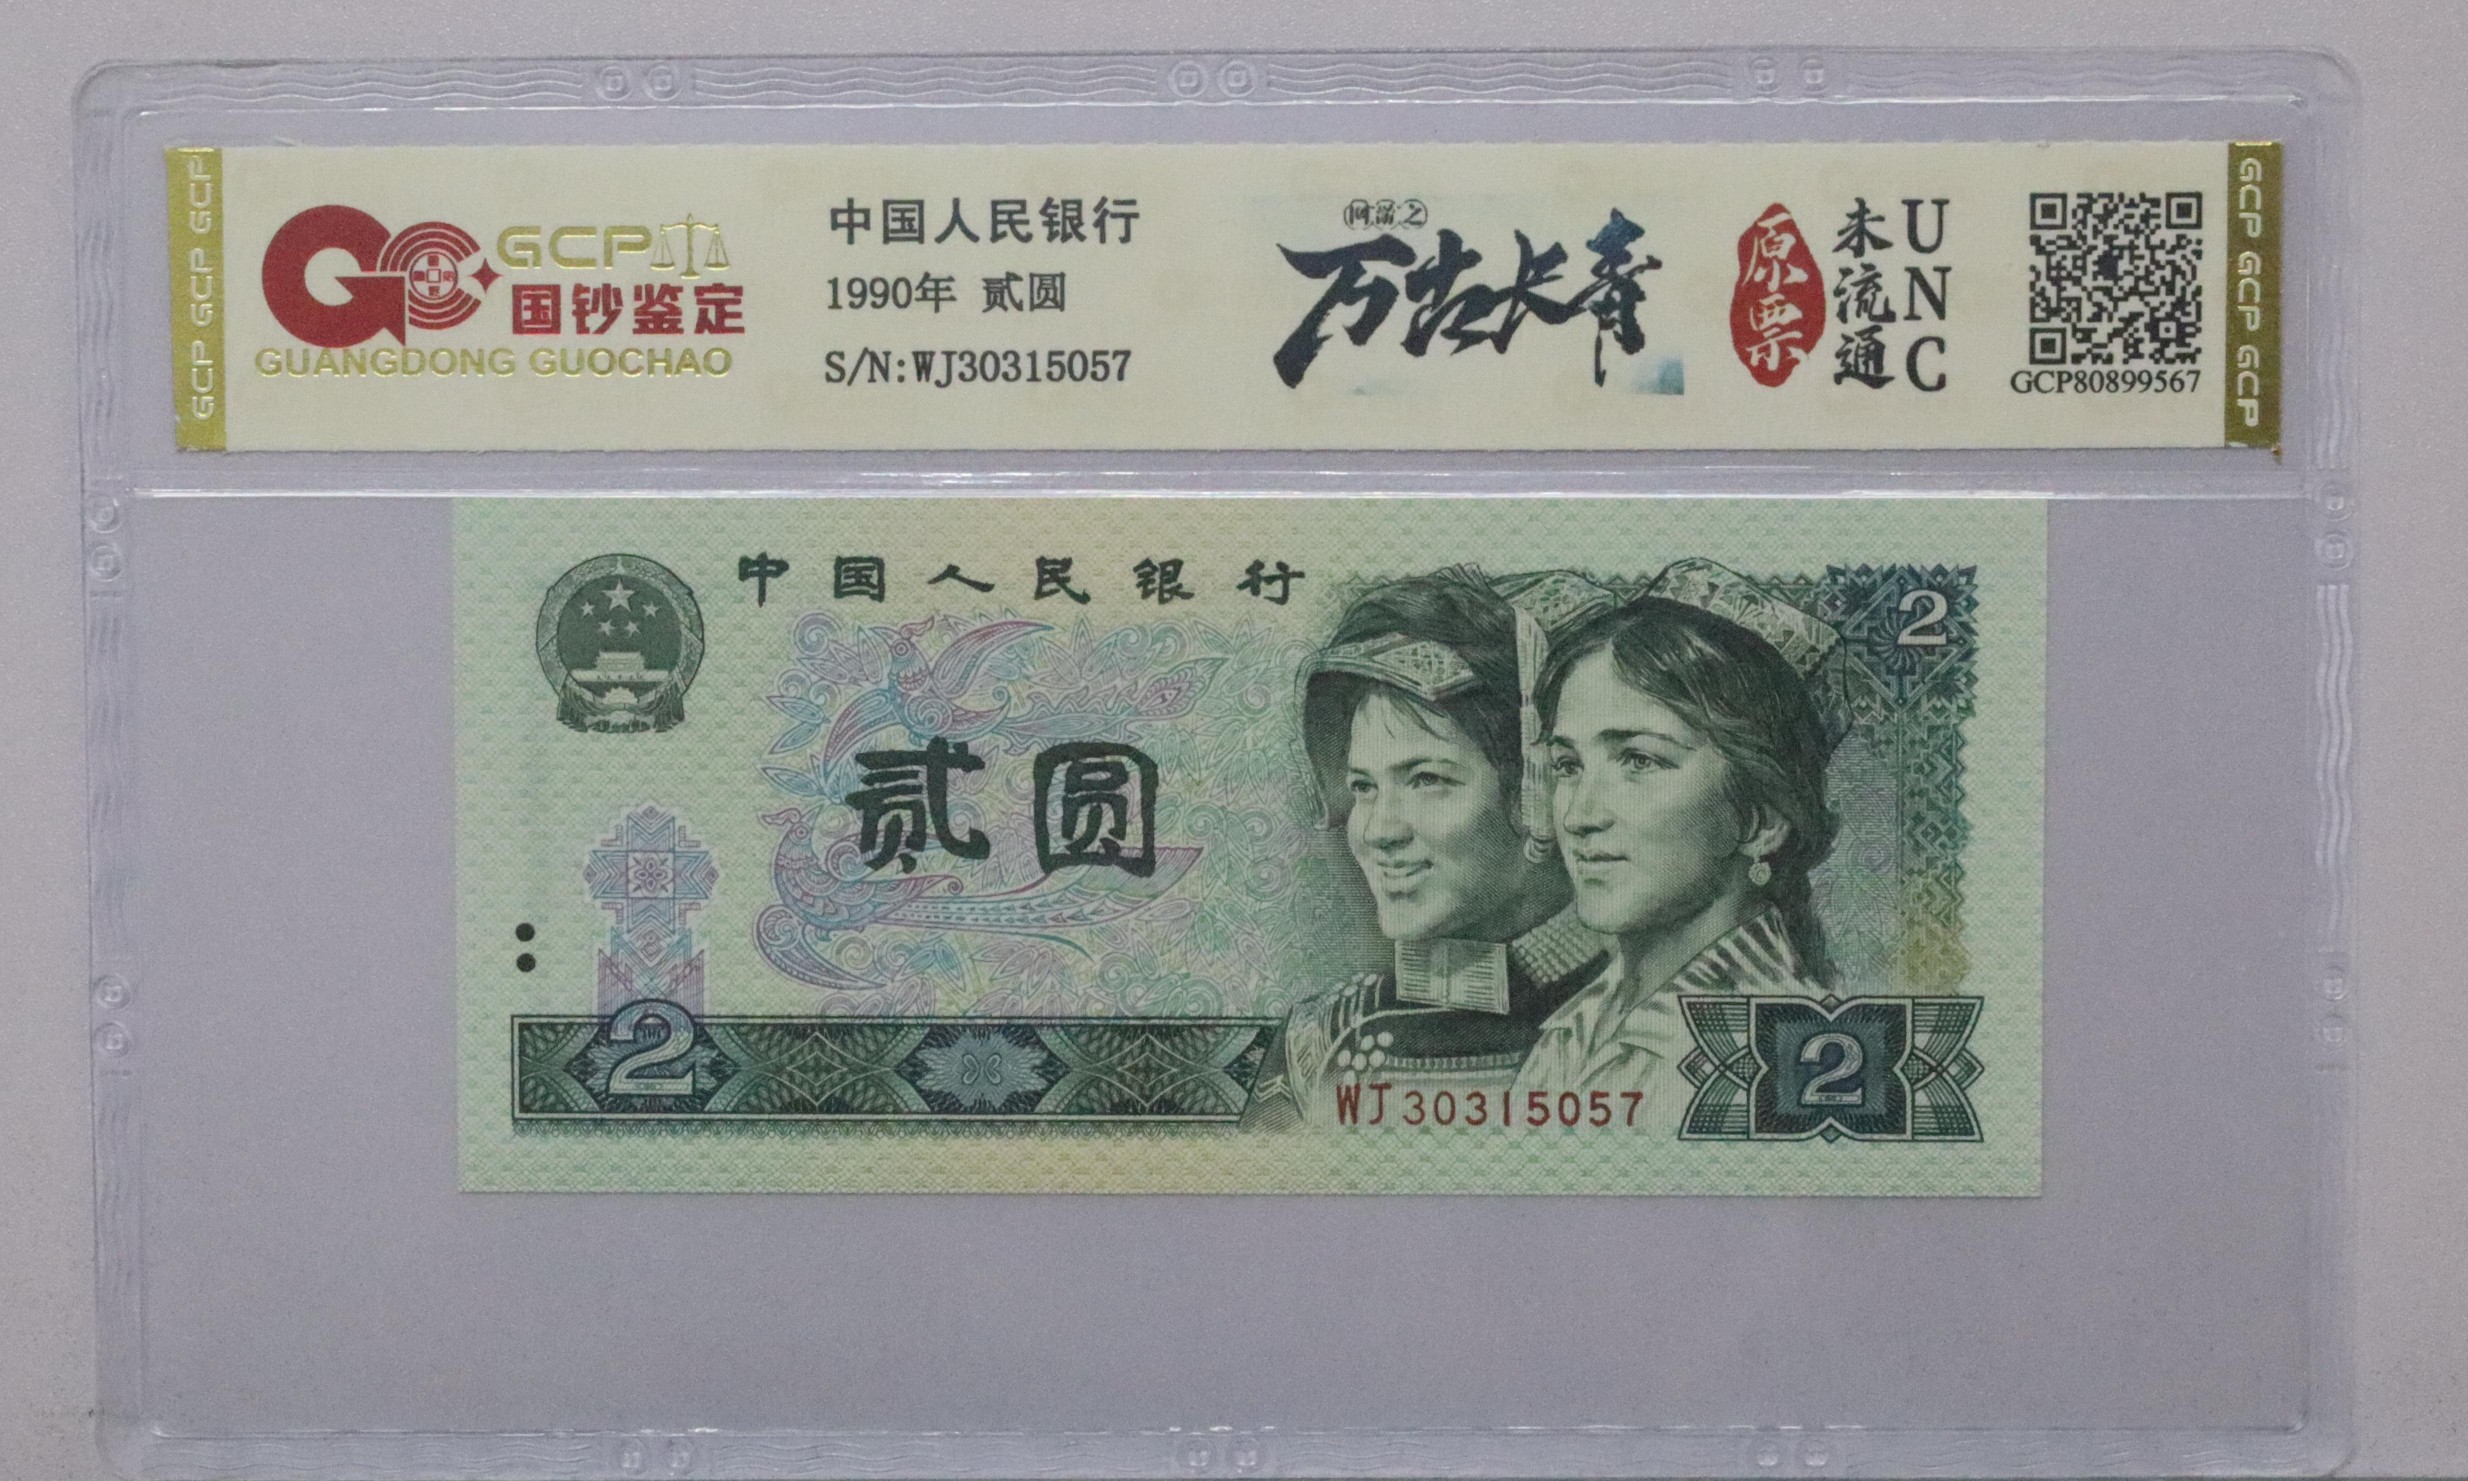 GCP GCP GCP
GCP
国钞鉴定
GUANGDONG GUOCHAO
中国人民银行
1990年 贰圆
S/N:WJ30315057
万古长青
原票
未流通
UNC
GCP80899567
GCP GCP GCP
中国人民银行
2
贰圆
2
WJ30315057
2